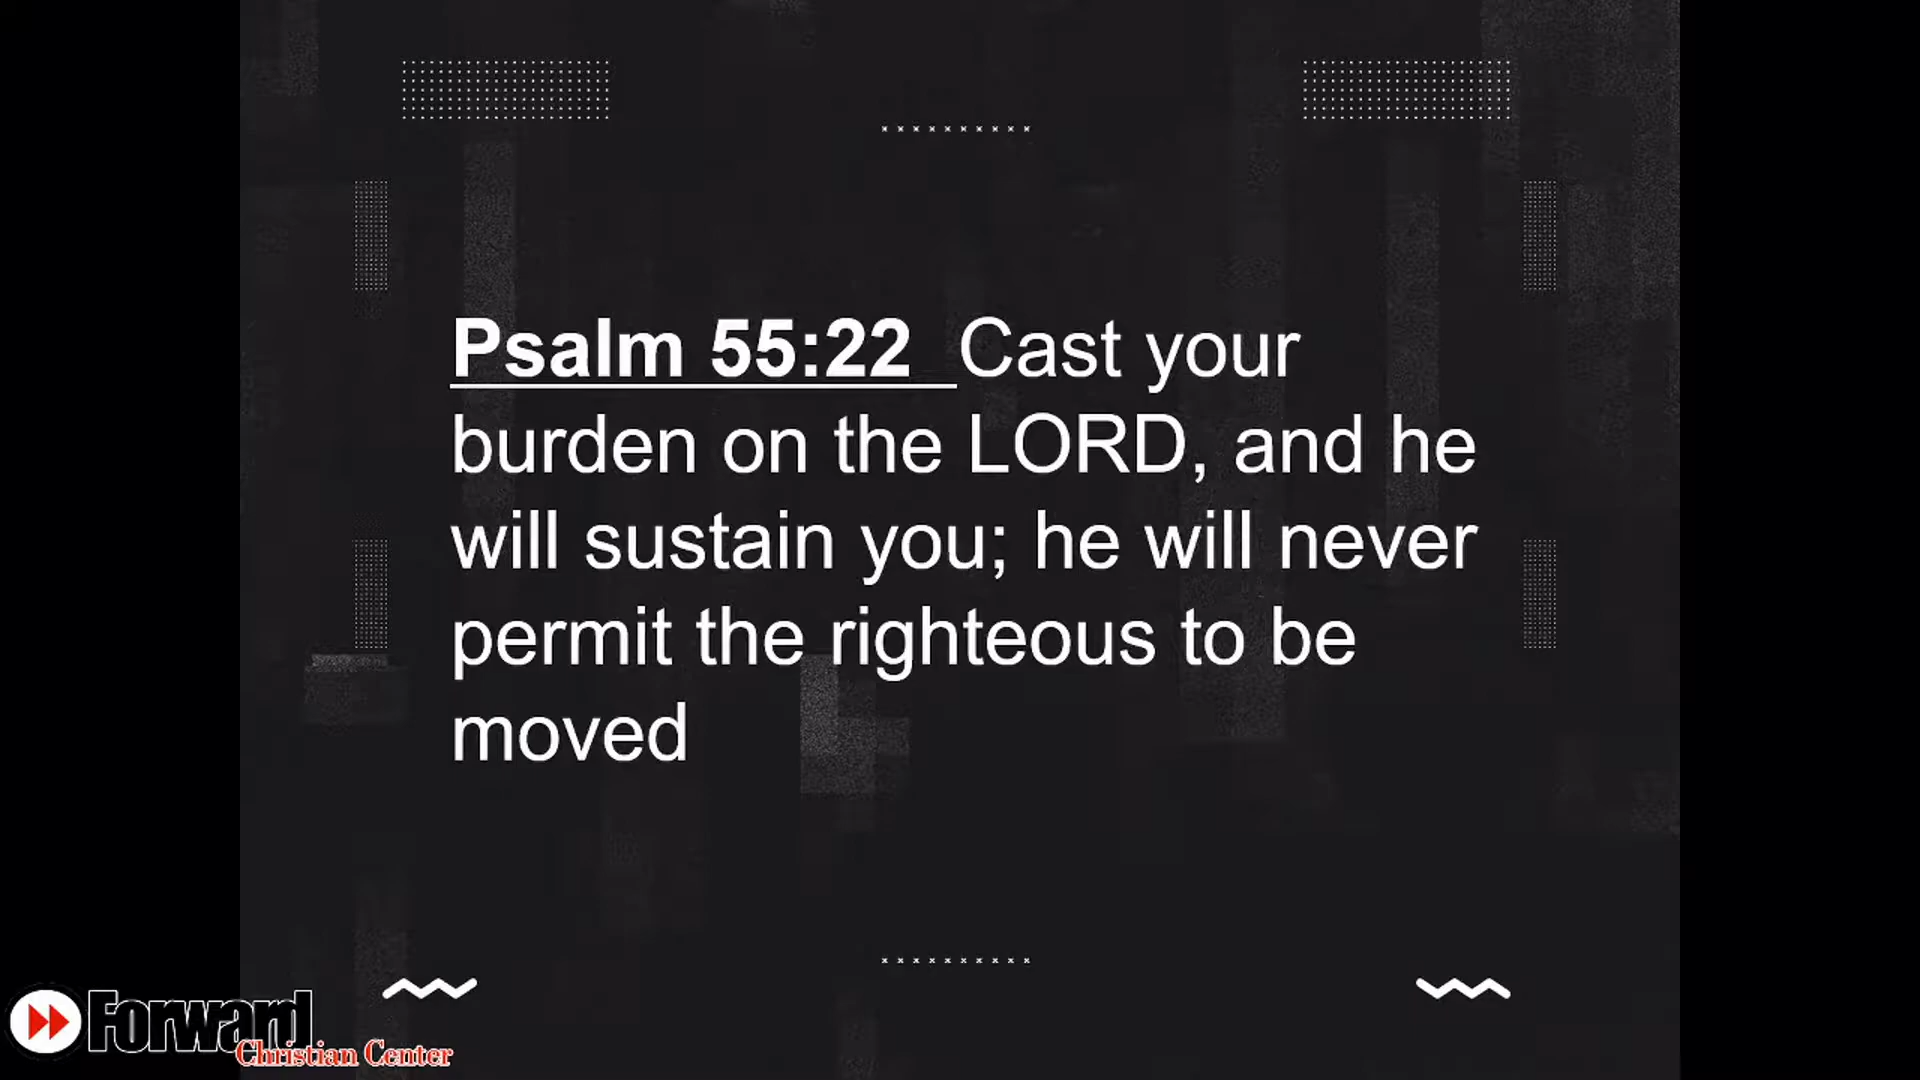 Psalm 55:22 Cast your
burden on the LORD, and he
will sustain you; he will never
permit the righteous to be
moved
Forward
Christian Center